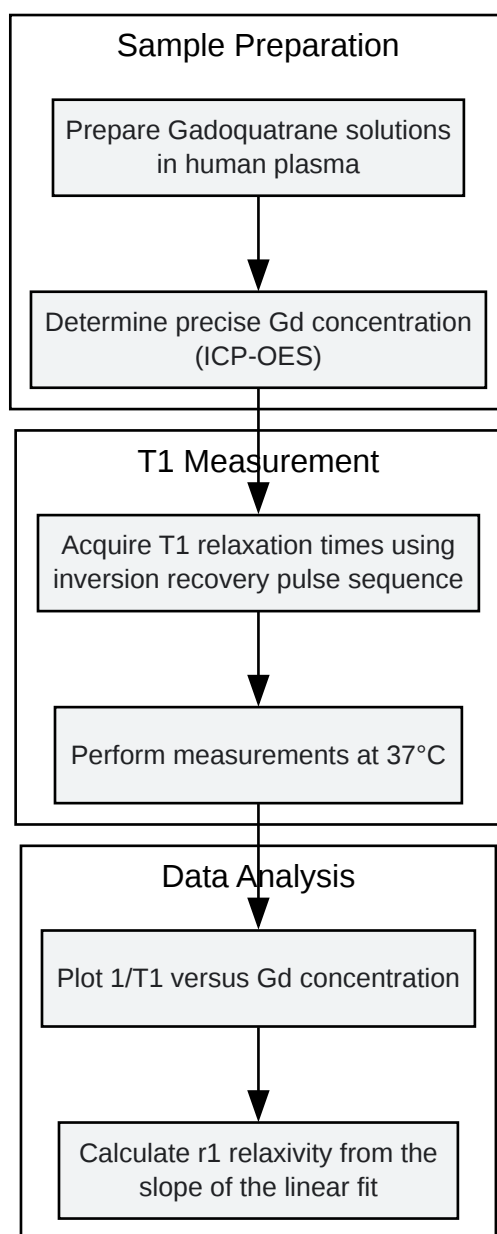 Sample Preparation
Prepare Gadoquatrane solutions
in human plasma
Determine precise Gd concentration
(ICP-OES)
T1 Measurement
Acquire T1 relaxation times using
inversion recovery pulse sequence
Perform measurements at 37°C
Data Analysis
Plot 1/T1 versus Gd concentration
Calculate r1 relaxivity from the
slope of the linear fit